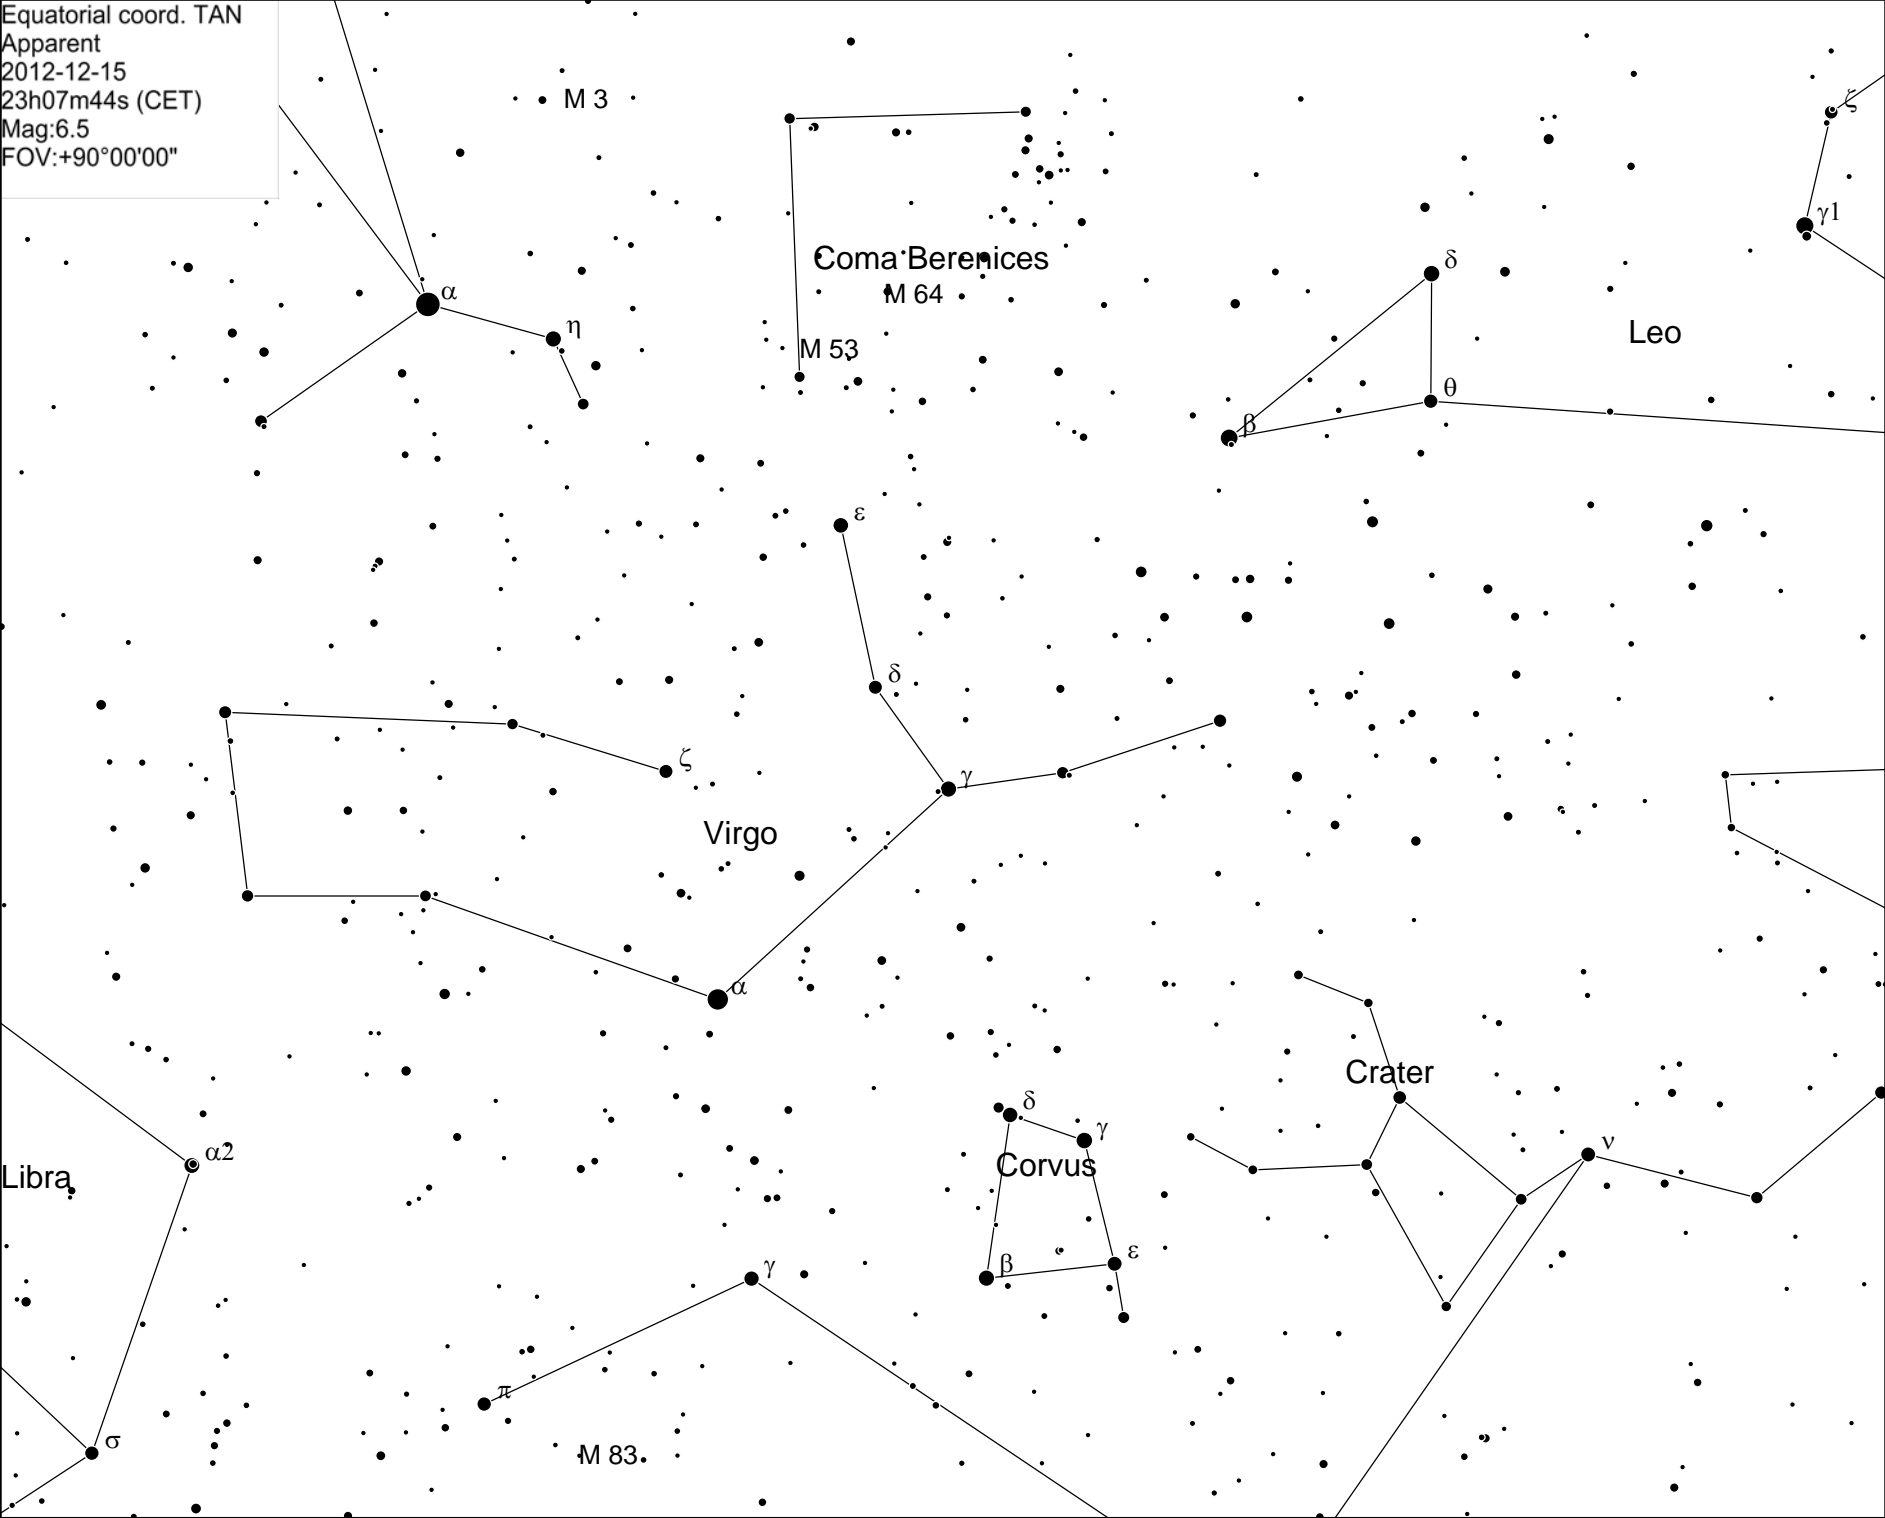 Equatorial coord. TAN
Apparent
2012-12-15
23h07m44s (CET)
Mag:6.5
FOV:+90°00'00"
M 3
ζ
γ1
Coma Berenices
M 64
δ
α
η
Leo
M 53
θ
β
ε
δ
ζ
γ
Virgo
α
Crater
δ
γ
α2
ν
Corvus
Libra
ε
β
γ
π
σ
M 83